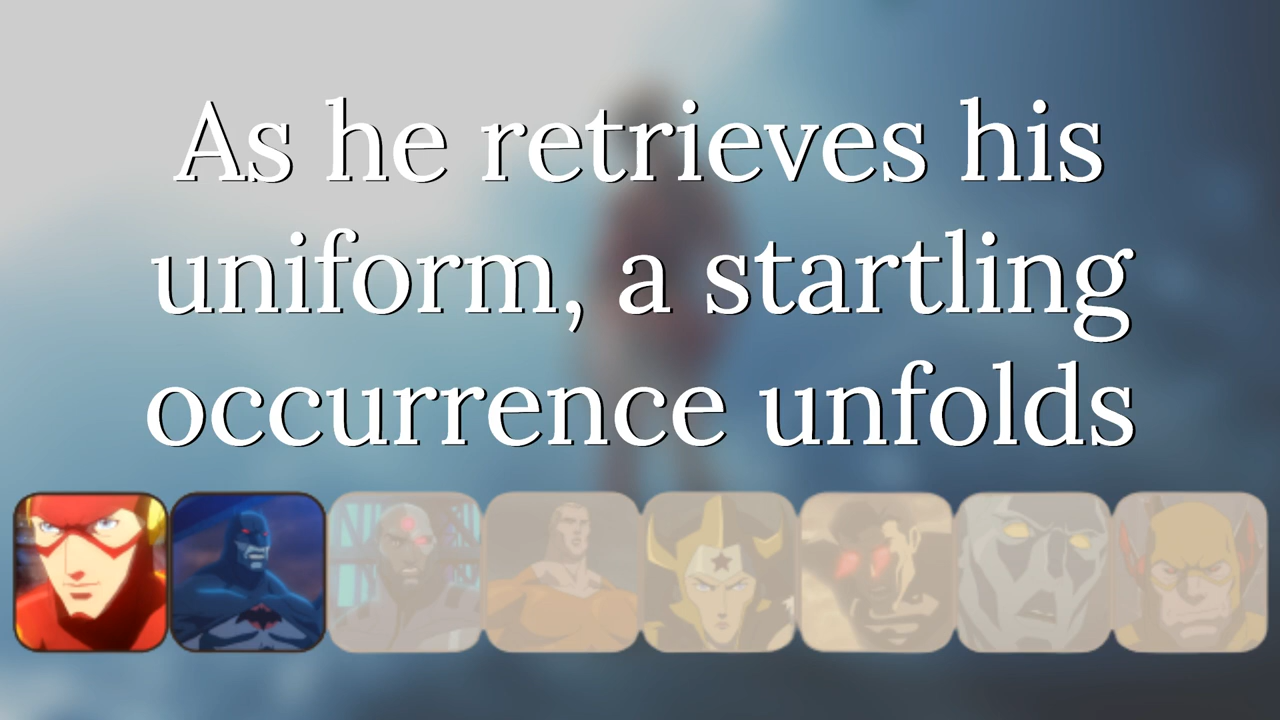 As he retrieves his
uniform, a startling
occurrence unfolds